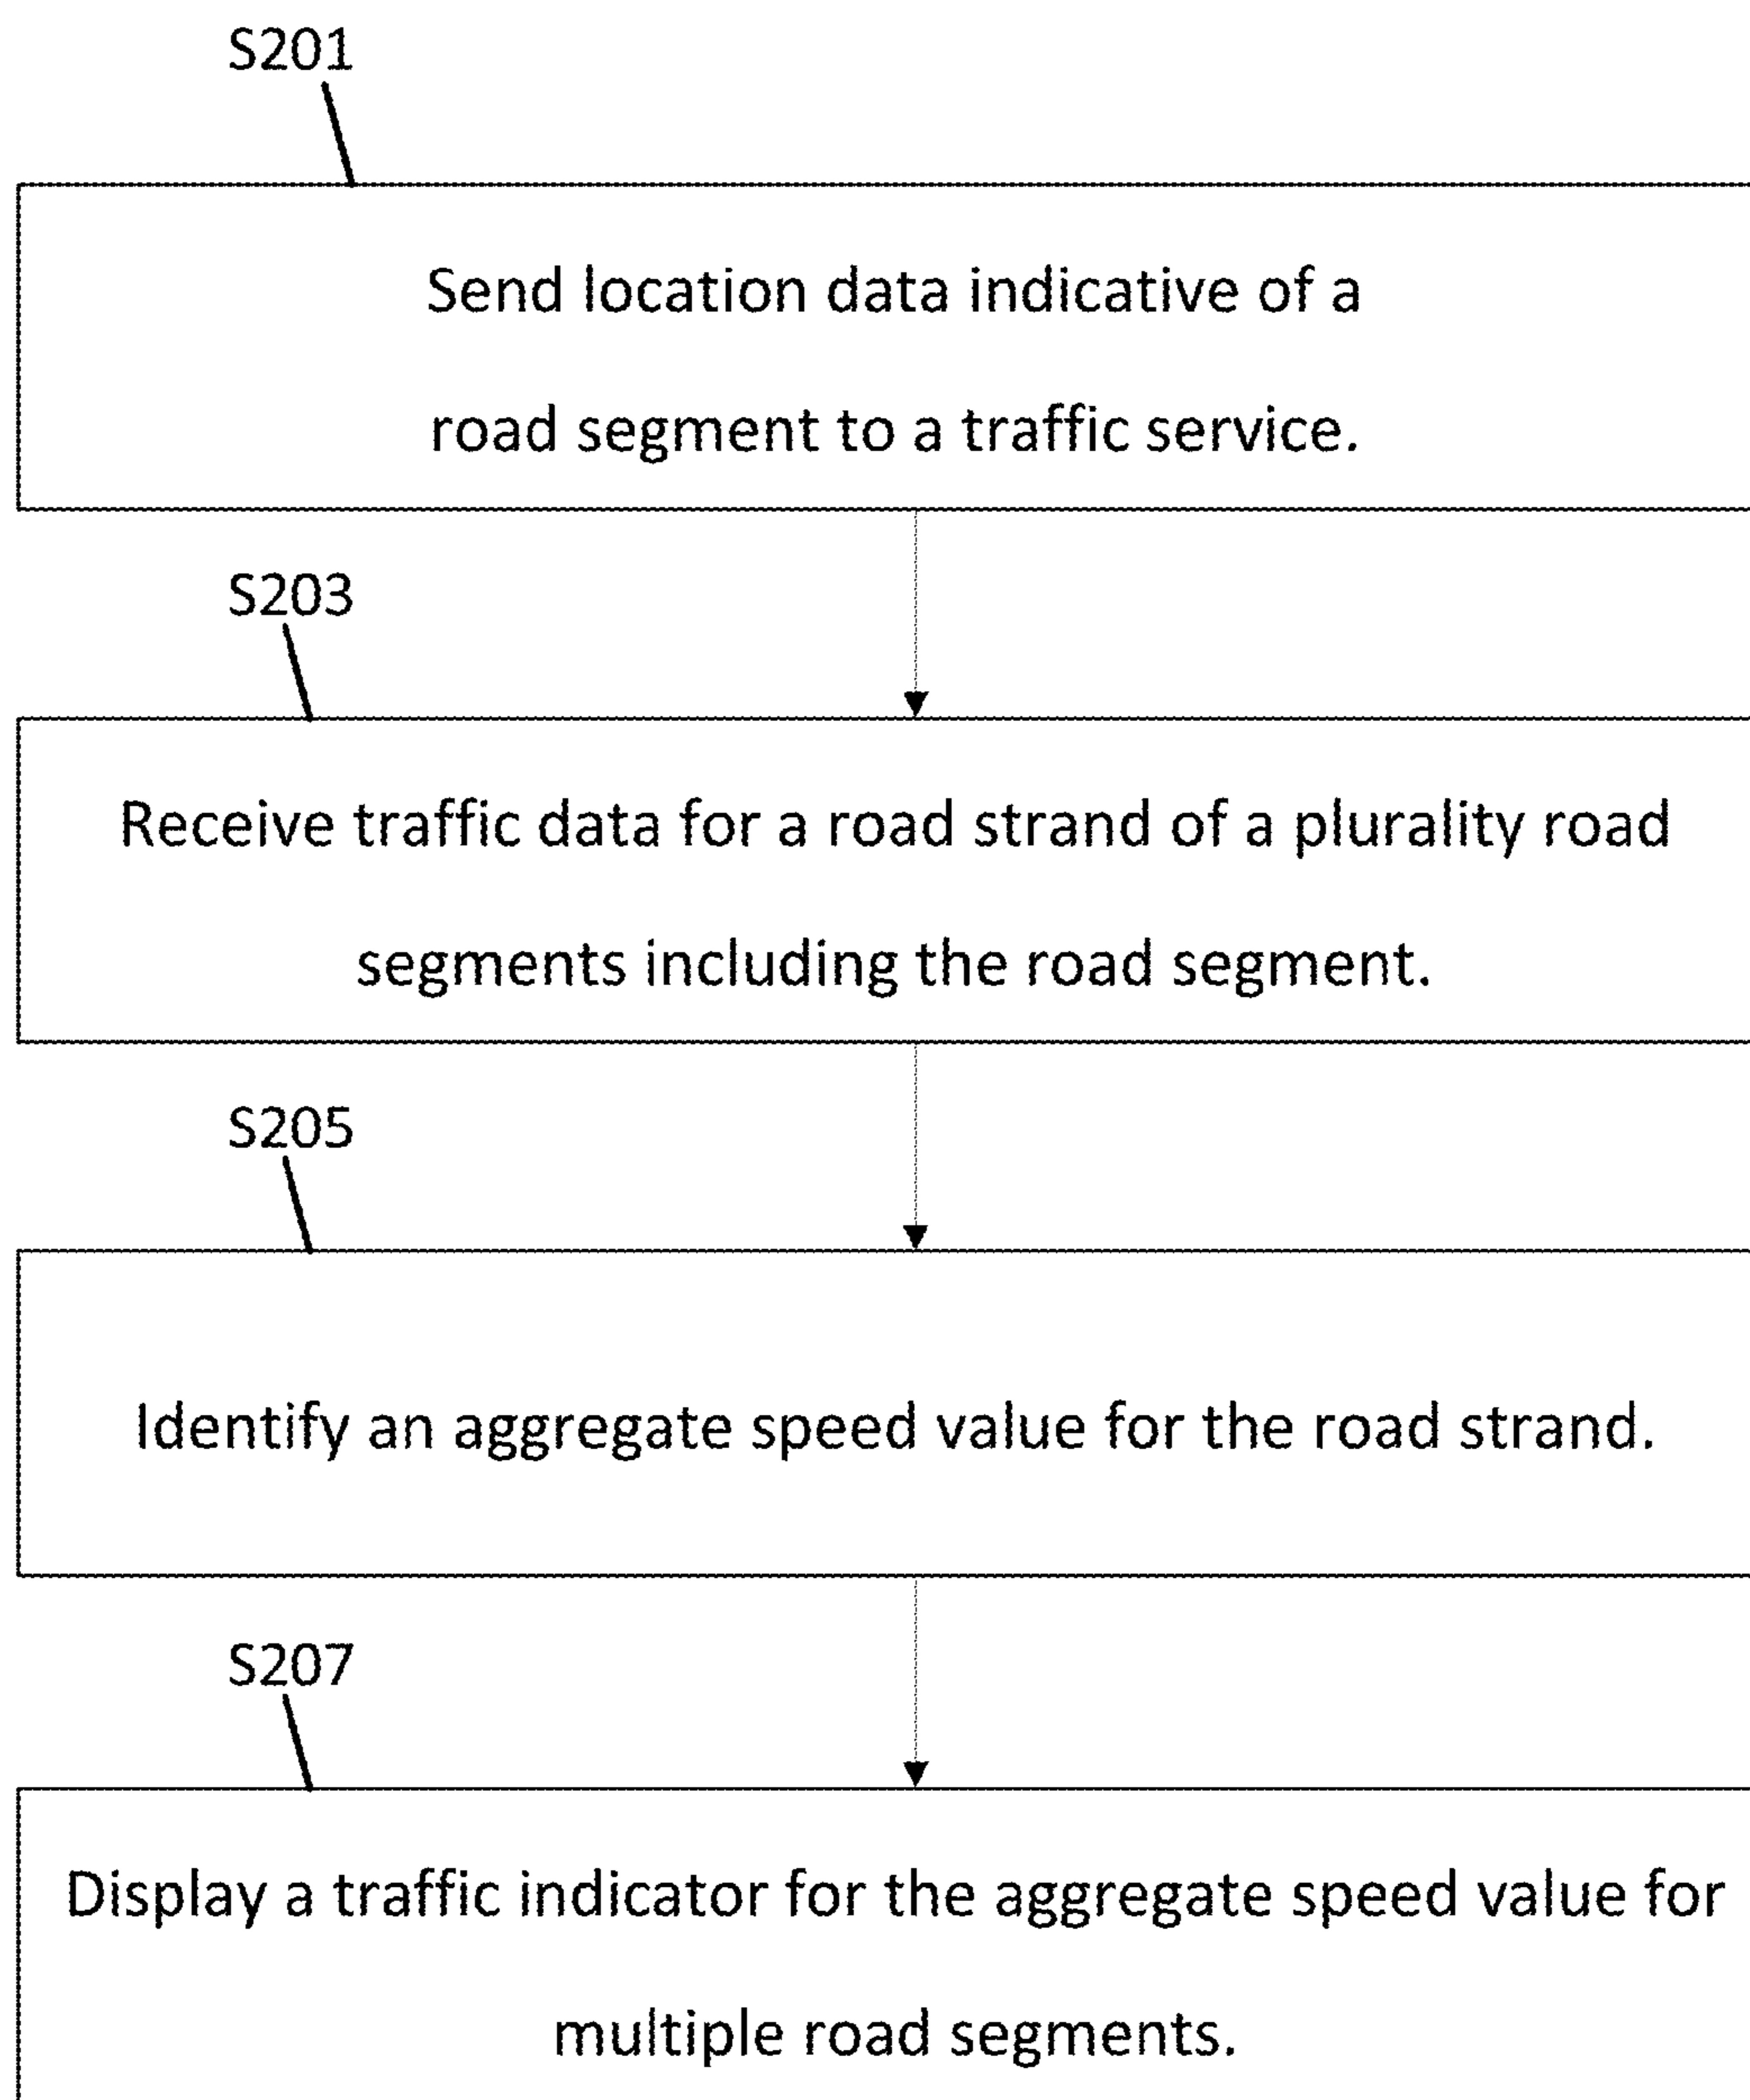 S201
Send location data indicative of a
road segment to a traffic service.
S203
Receive traffic data for a road strand of a plurality road
segments including the road segment.
S205
Identify an aggregate speed value for the road strand.
S207
Display a traffic indicator for the aggregate speed value for
multiple road segments.